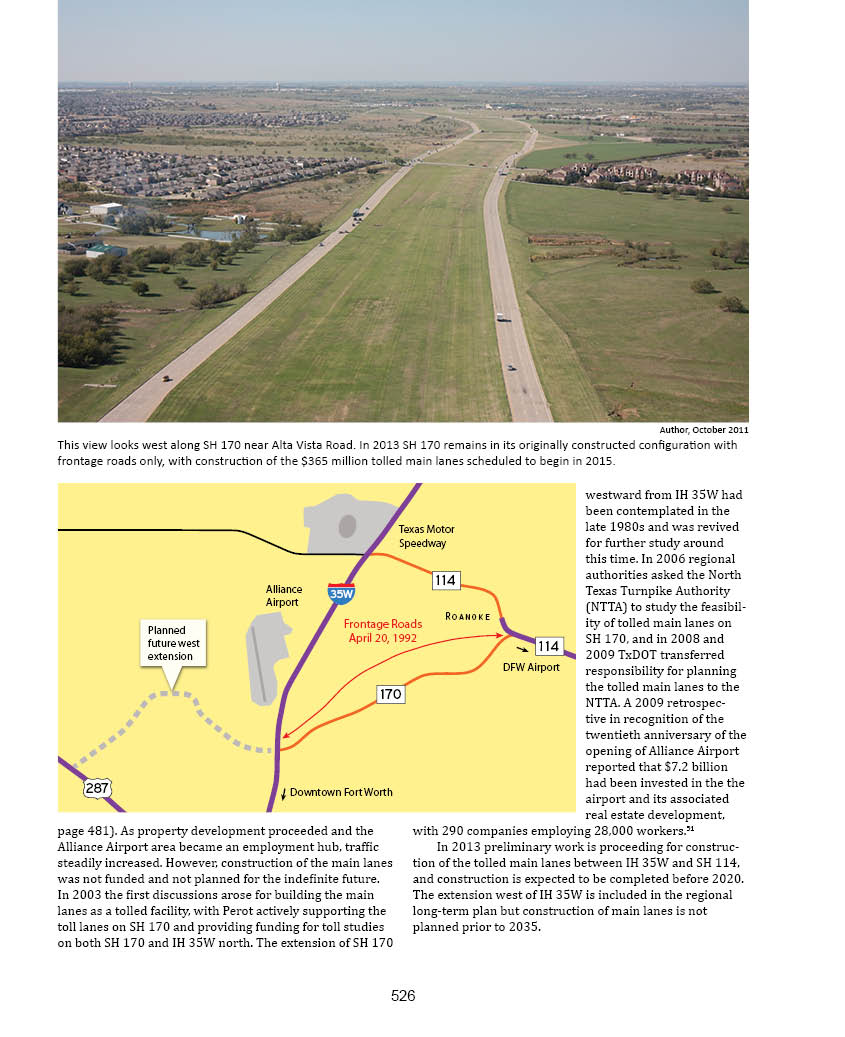 Author, October 2011
This view looks west along SH 170 near Alta Vista Road. In 2013 SH 170 remains in its originally constructed configuration with
frontage roads only, with construction of the $365 million tolled main lanes scheduled to begin in 2015.
Texas Motor
Speedway
114
Alliance
Airport
35W
ROANOKE
Frontage Roads
April 20, 1992
Planned
future west
extension
114
DFW Airport
170
287
Downtown Fort Worth
page 481). As property development proceeded and the
Alliance Airport area became an employment hub, traffic
steadily increased. However, construction of the main lanes
was not funded and not planned for the indefinite future.
In 2003 the first discussions arose for building the main
lanes as a tolled facility, with Perot actively supporting the
toll lanes on SH 170 and providing funding for toll studies
on both SH 170 and IH 35W north. The extension of SH 170
westward from IH 35W had
been contemplated in the
late 1980s and was revived
for further study around
this time. In 2006 regional
authorities asked the North
Texas Turnpike Authority
(NTTA) to study the feasibil-
ity of tolled main lanes on
SH 170, and in 2008 and
2009 TxDOT transferred
responsibility for planning
the tolled main lanes to the
NTTA. A 2009 retrospec-
tive in recognition of the
twentieth anniversary of the
opening of Alliance Airport
reported that $7.2 billion
had been invested in the the
airport and its associated
real estate development,
with 290 companies employing 28,000 workers.51
In 2013 preliminary work is proceeding for construc-
tion of the tolled main lanes between IH 35W and SH 114,
and construction is expected to be completed before 2020.
The extension west of IH 35W is included in the regional
long-term plan but construction of main lanes is not
planned prior to 2035.
526